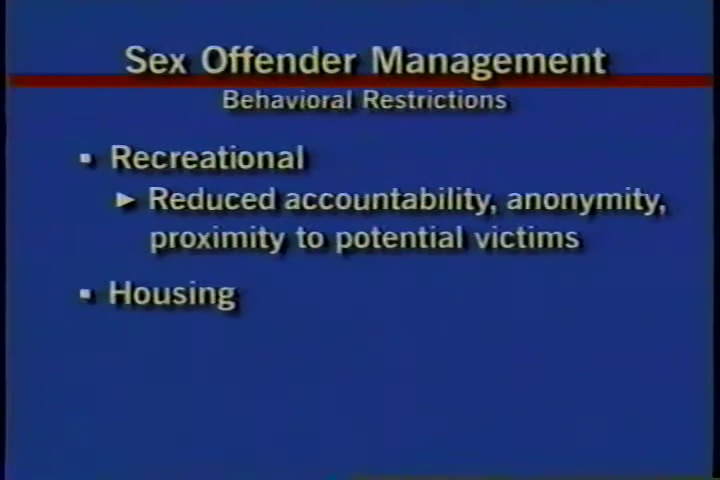 Sex Offender Management
Behavioral Restrictions
▪ Recreational
► Reduced accountability, anonymity,
proximity to potential victims
▪ Housing